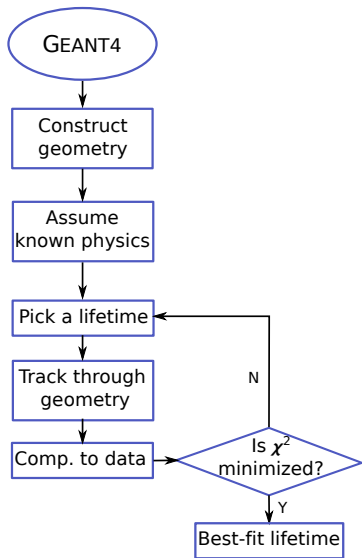 GEANT4
Construct
geometry
Assume
known physics
Pick a lifetime
Track through
geometry
N
Comp. to data
Is χ²
minimized?
Y
Best-fit lifetime